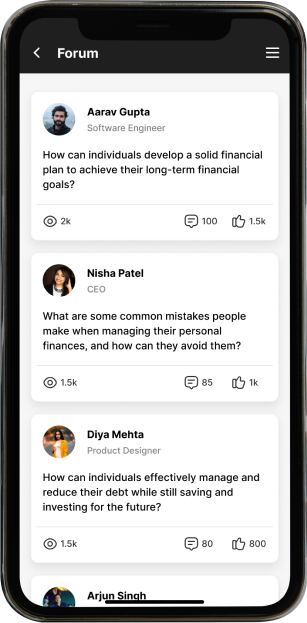 Forum
Aarav Gupta
Software Engineer
How can individuals develop a solid financial
plan to achieve their long-term financial
goals?
2k 100 1.5k
Nisha Patel
CEO
What are some common mistakes people
make when managing their personal
finances, and how can they avoid them?
1.5k 85 1k
Diya Mehta
Product Designer
How can individuals effectively manage and
reduce their debt while still saving and
investing for the future?
1.5k 80 800
Arjun Singh